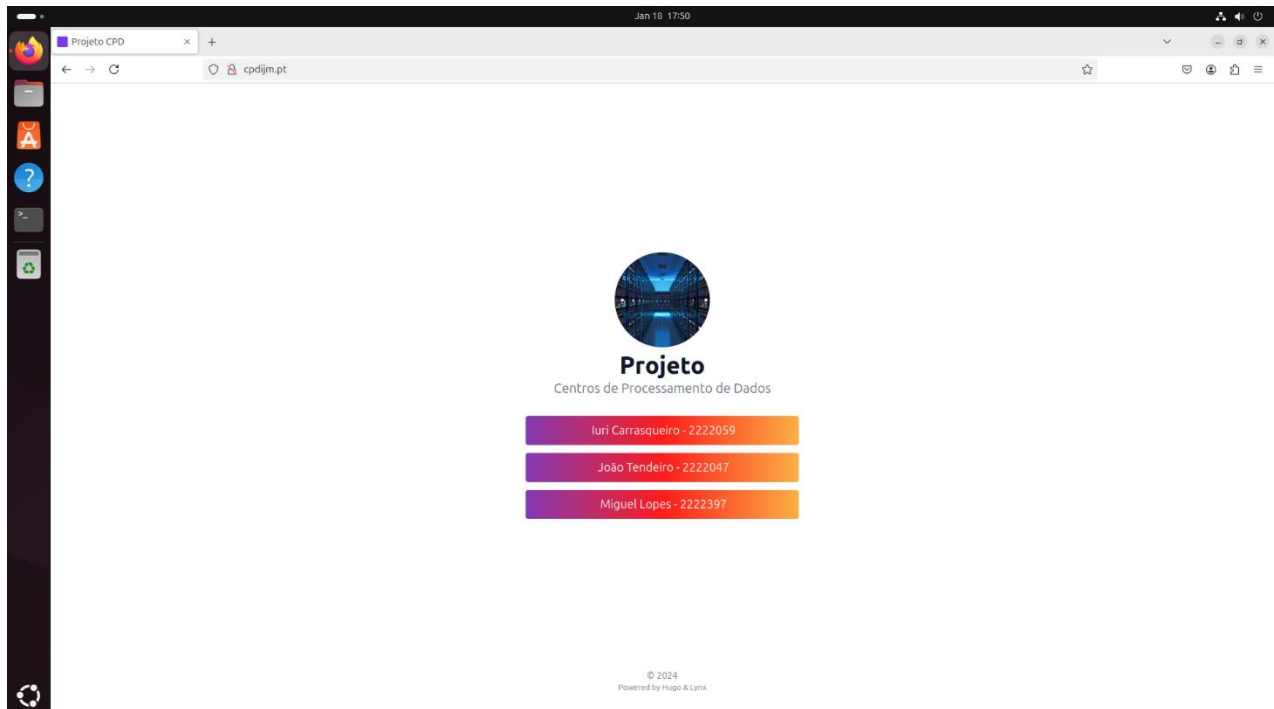 Jan 18 17:50
Projeto CPD
cpdijm.pt
Projeto
Centros de Processamento de Dados
Iuri Carrasqueiro - 2222059
João Tendeiro - 2222047
Miguel Lopes - 2222397
© 2024
Powered by Hugo & Lynx